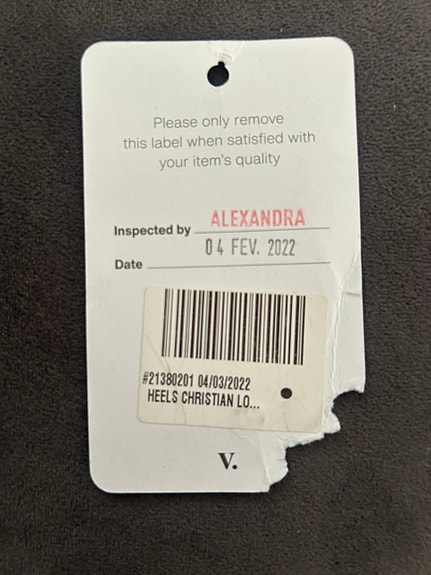 Please only remove
this label when satisfied with
your item's quality
Inspected by ALEXANDRA
04 FEV. 2022
Date
#21380201 04/03/2022
HEELS CHRISTIAN LO...
V.